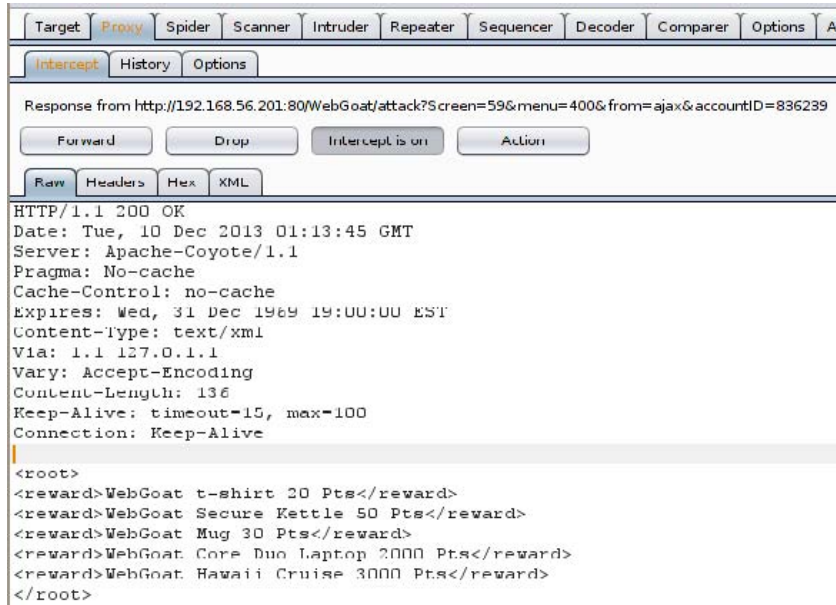 Target Proxy Spider Scanner Intruder Repeater Sequencer Decoder Comparer Options A
Intercept History Options
Response from http://192.168.56.201:80/WebGoat/attack?Screen=59&menu=400&from=ajax&accountID=836239
Forward Drop Intercept is on Action
Raw Headers Hex XML
HTTP/1.1 200 OK
Date: Tue, 10 Dec 2013 01:13:45 GMT
Server: Apache-Coyote/1.1
Pragma: No-cache
Cache-Control: no-cache
Expires: Wed, 31 Dec 1969 19:00:00 EST
Content-Type: text/xml
Via: 1.1 127.0.1.1
Vary: Accept-Encoding
Content-Length: 136
Keep-Alive: timeout=15, max=100
Connection: Keep-Alive
<root>
<reward>WebGoat t-shirt 20 Pts</reward>
<reward>WebGoat Secure Kettle 50 Pts</reward>
<reward>WebGoat Mug 30 Pts</reward>
<reward>WebGoat Core Duo Laptop 2000 Pts</reward>
<reward>WebGoat Hawaii Cruise 3000 Pts</reward>
</root>